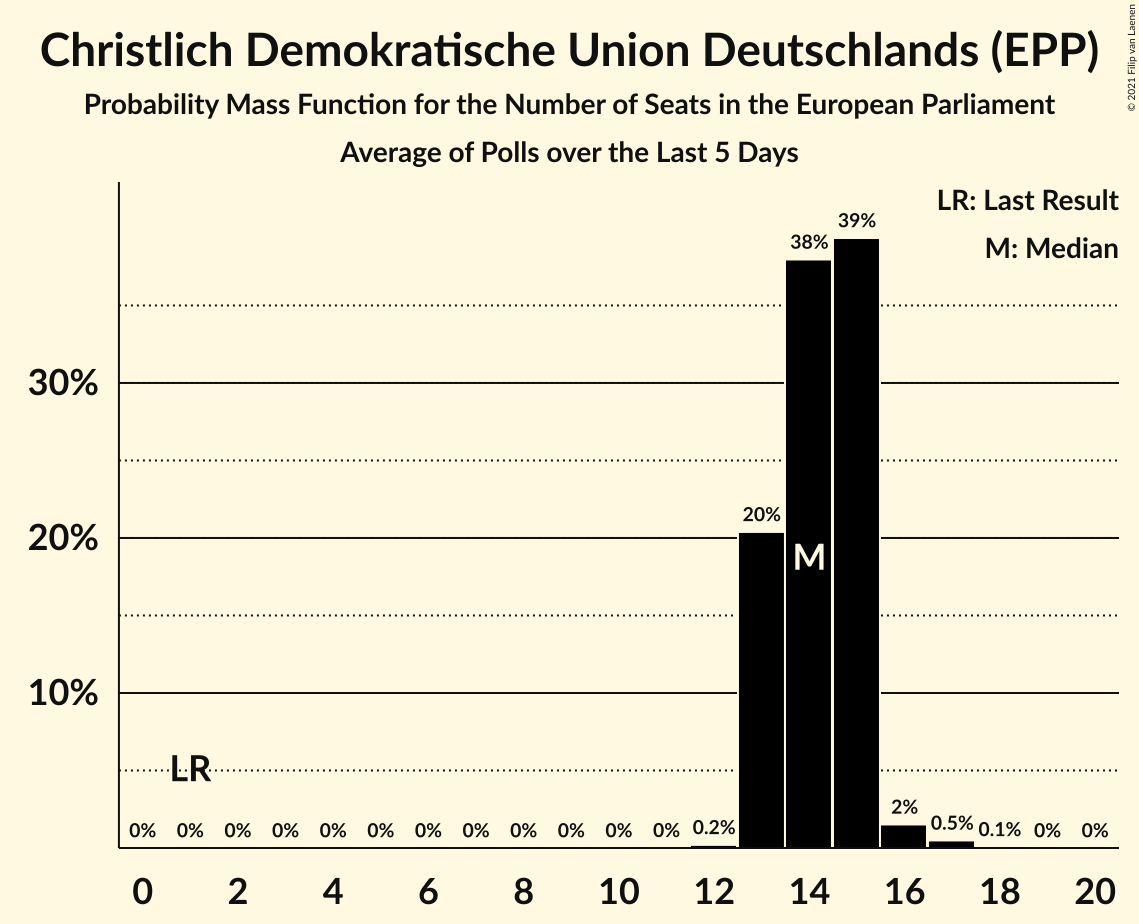 Christlich Demokratische Union Deutschlands (EPP)
Probability Mass Function for the Number of Seats in the European Parliament
Average of Polls over the Last 5 Days
© 2021 Filip van Laenen
LR: Last Result
M: Median
39%
38%
30%
20%
20%
M
10%
LR
0% 0% 0% 0% 0% 0% 0% 0% 0% 0% 0% 0% 0.2% 2% 0.5% 0.1% 0% 0%
0 2 4 6 8 10 12 14 16 18 20